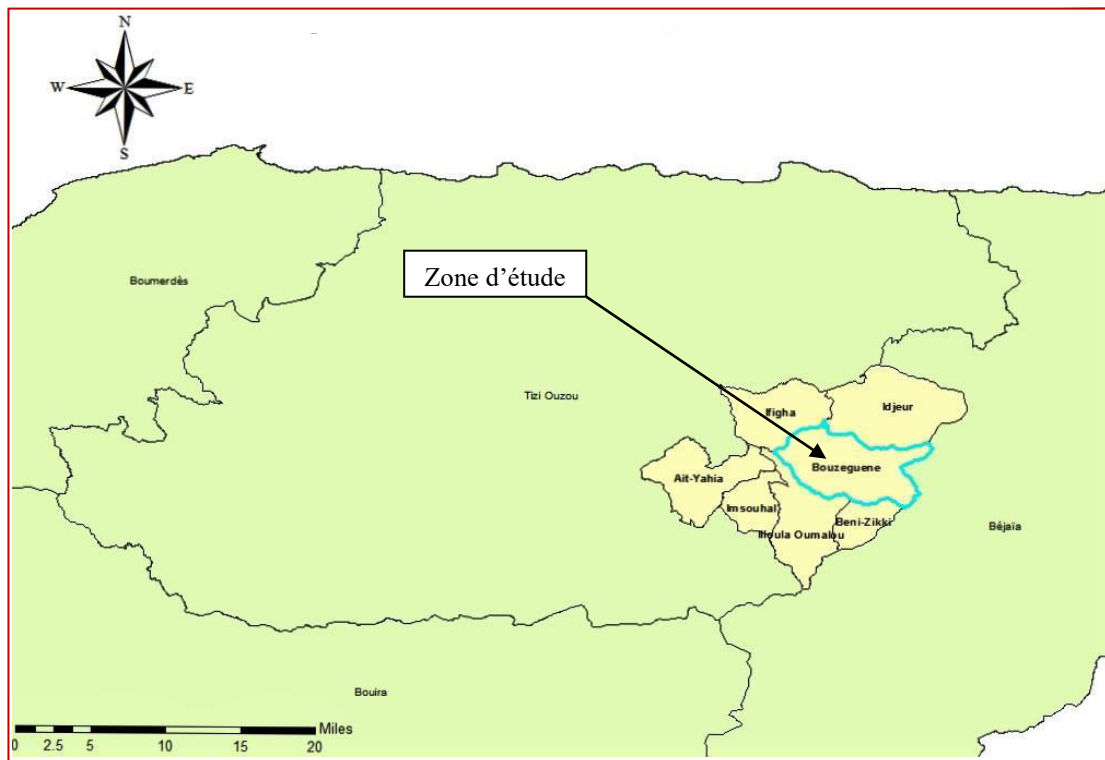 N
W E
S
Boumerdès
Zone d'étude
Tizi Ouzou
Ifigha
Idjeur
Bouzeguene
Ait-Yahia
Imsouhal
Illoula Oumalou
Beni-Zikki
Béjaïa
Bouira
Miles
0 2.5 5 10 15 20